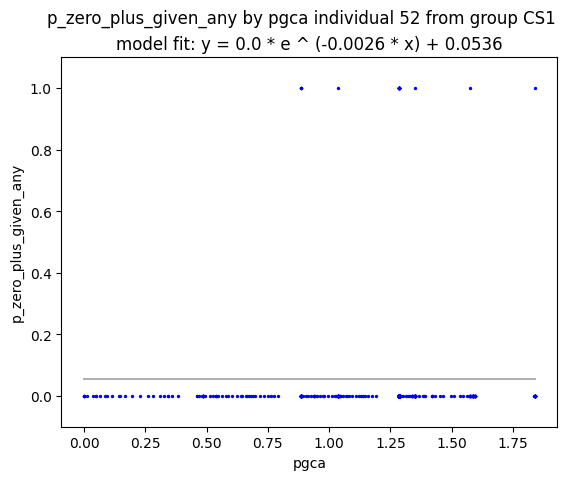 p_zero_plus_given_any by pgca individual 52 from group CS1
model fit: y = 0.0 * e ^ (-0.0026 * x) + 0.0536
1.0
0.8
0.6
0.4
0.2
0.0
p_zero_plus_given_any
0.00 0.25 0.50 0.75 1.00 1.25 1.50 1.75
pgca